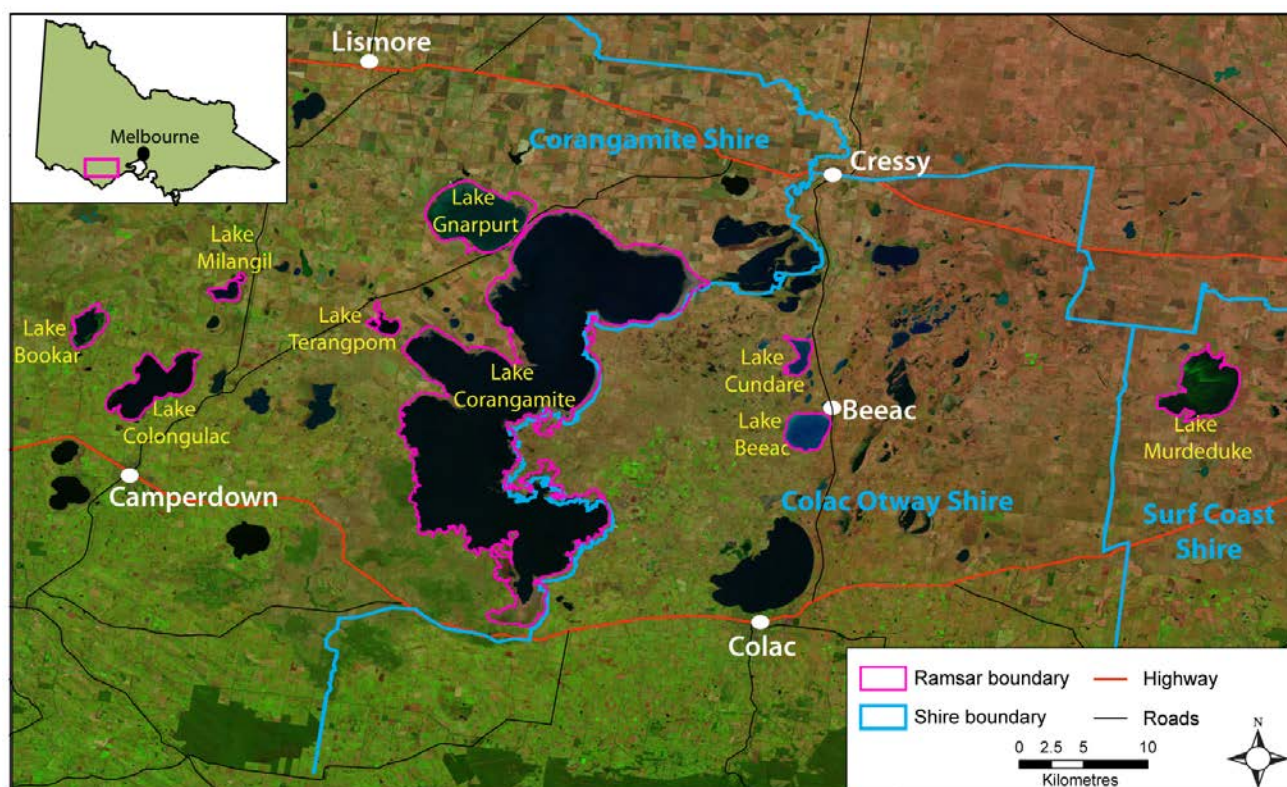 Melbourne
Lismore
Corangamite Shire
Cressy
Lake
Gnarpurt
Lake
Milangil
Lake
Bookar
Lake
Terangpom
Lake
Corangamite
Lake
Colongulac
Lake
Cundare
Lake
Beeac
Beeac
Lake
Murdeduke
Camperdown
Colac Otway Shire
Surf Coast
Shire
Colac
Ramsar boundary
Highway
Shire boundary
Roads
0 2.5 5 10
Kilometres
N